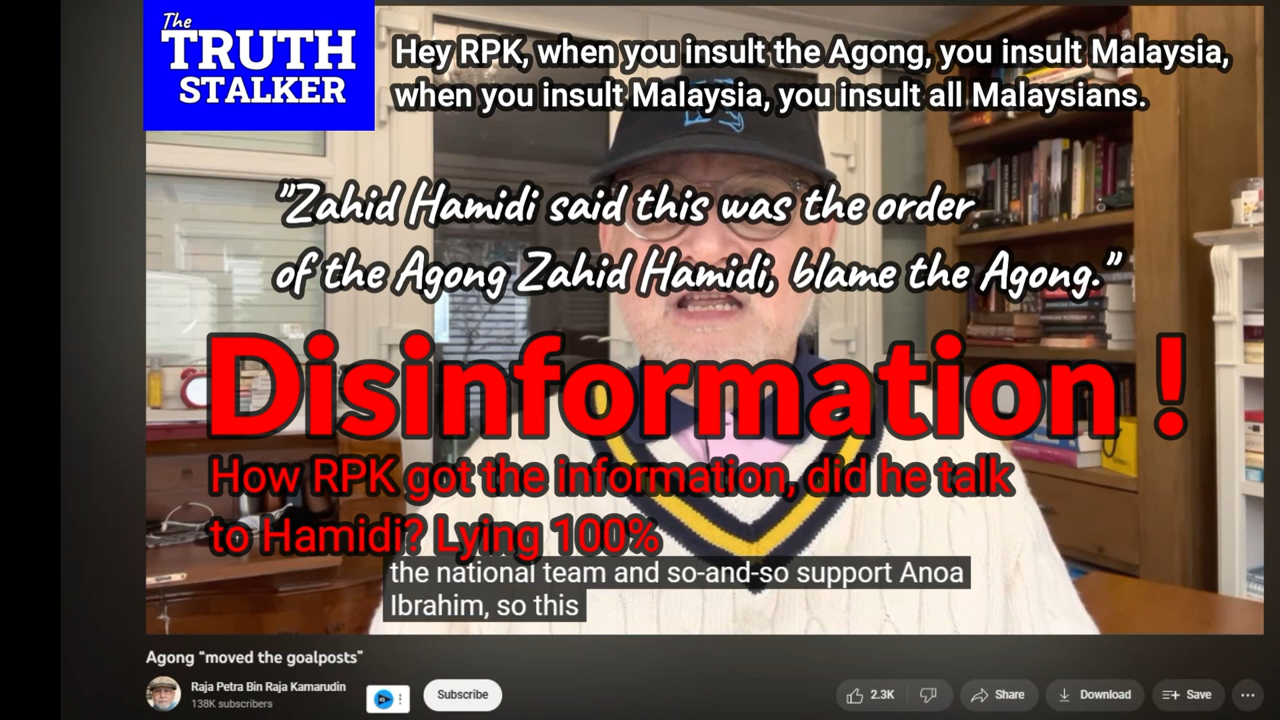 The
TRUTH
STALKER
Hey RPK, when you insult the Agong, you insult Malaysia,
when you insult Malaysia, you insult all Malaysians.
"Zahid Hamidi said this was the order
of the Agong Zahid Hamidi, blame the Agong."
Disinformation !
How RPK got the information, did he talk
to Hamidi? Lying 100%
the national team and so-and-so support Anoa
Ibrahim, so this
Agong “moved the goalposts”
Raja Petra Bin Raja Kamarudin
138K subscribers
Subscribe
2.3K
Share
Download
Save